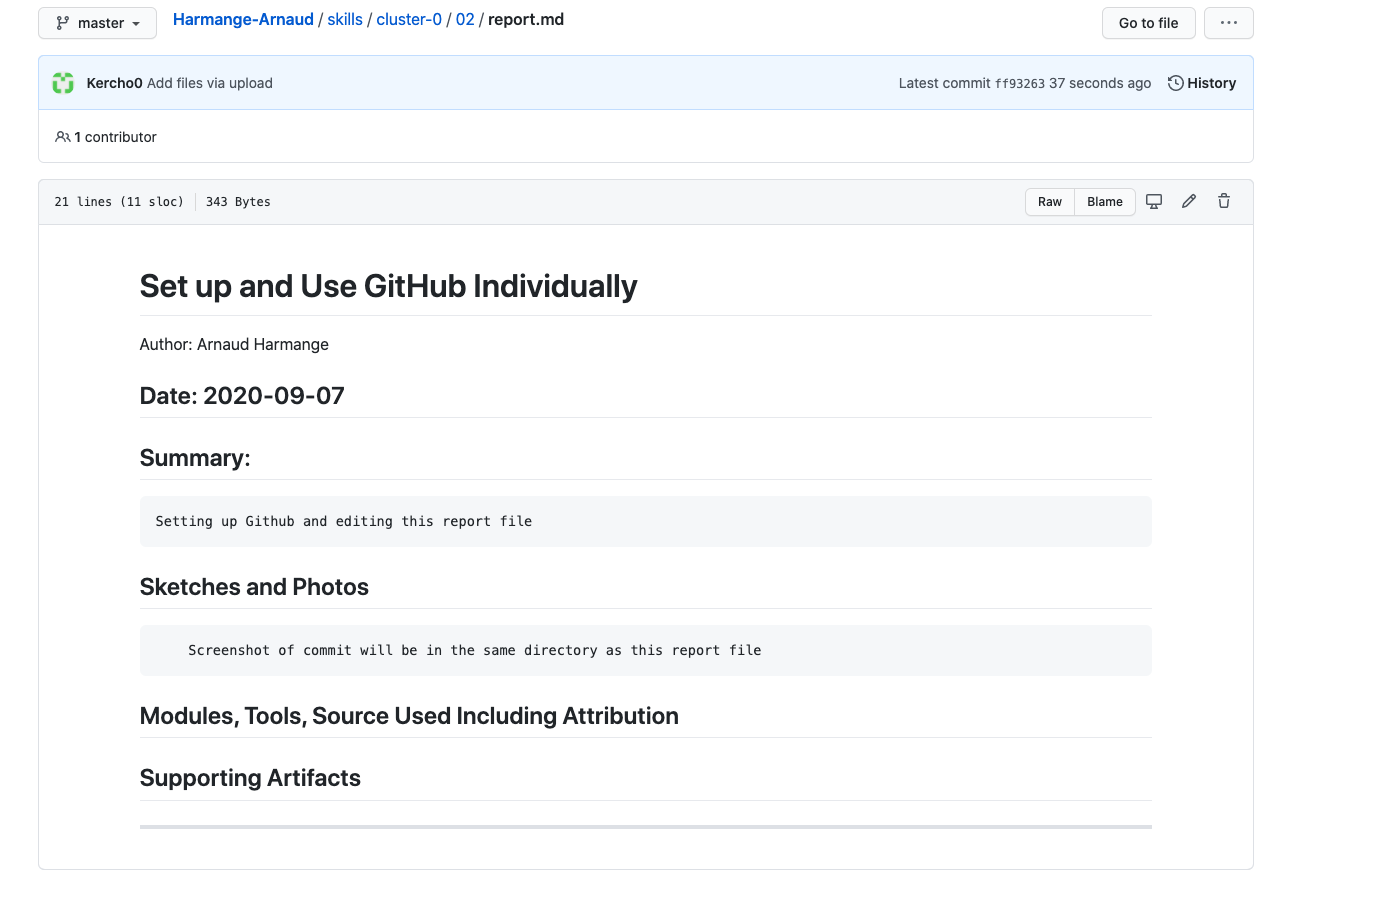 master Harmange-Arnaud / skills / cluster-0 / 02 / report.md Go to file ...
Kercho0 Add files via upload Latest commit ff93263 37 seconds ago History
1 contributor
21 lines (11 sloc) 343 Bytes Raw Blame
Set up and Use GitHub Individually
Author: Arnaud Harmange
Date: 2020-09-07
Summary:
Setting up Github and editing this report file
Sketches and Photos
Screenshot of commit will be in the same directory as this report file
Modules, Tools, Source Used Including Attribution
Supporting Artifacts